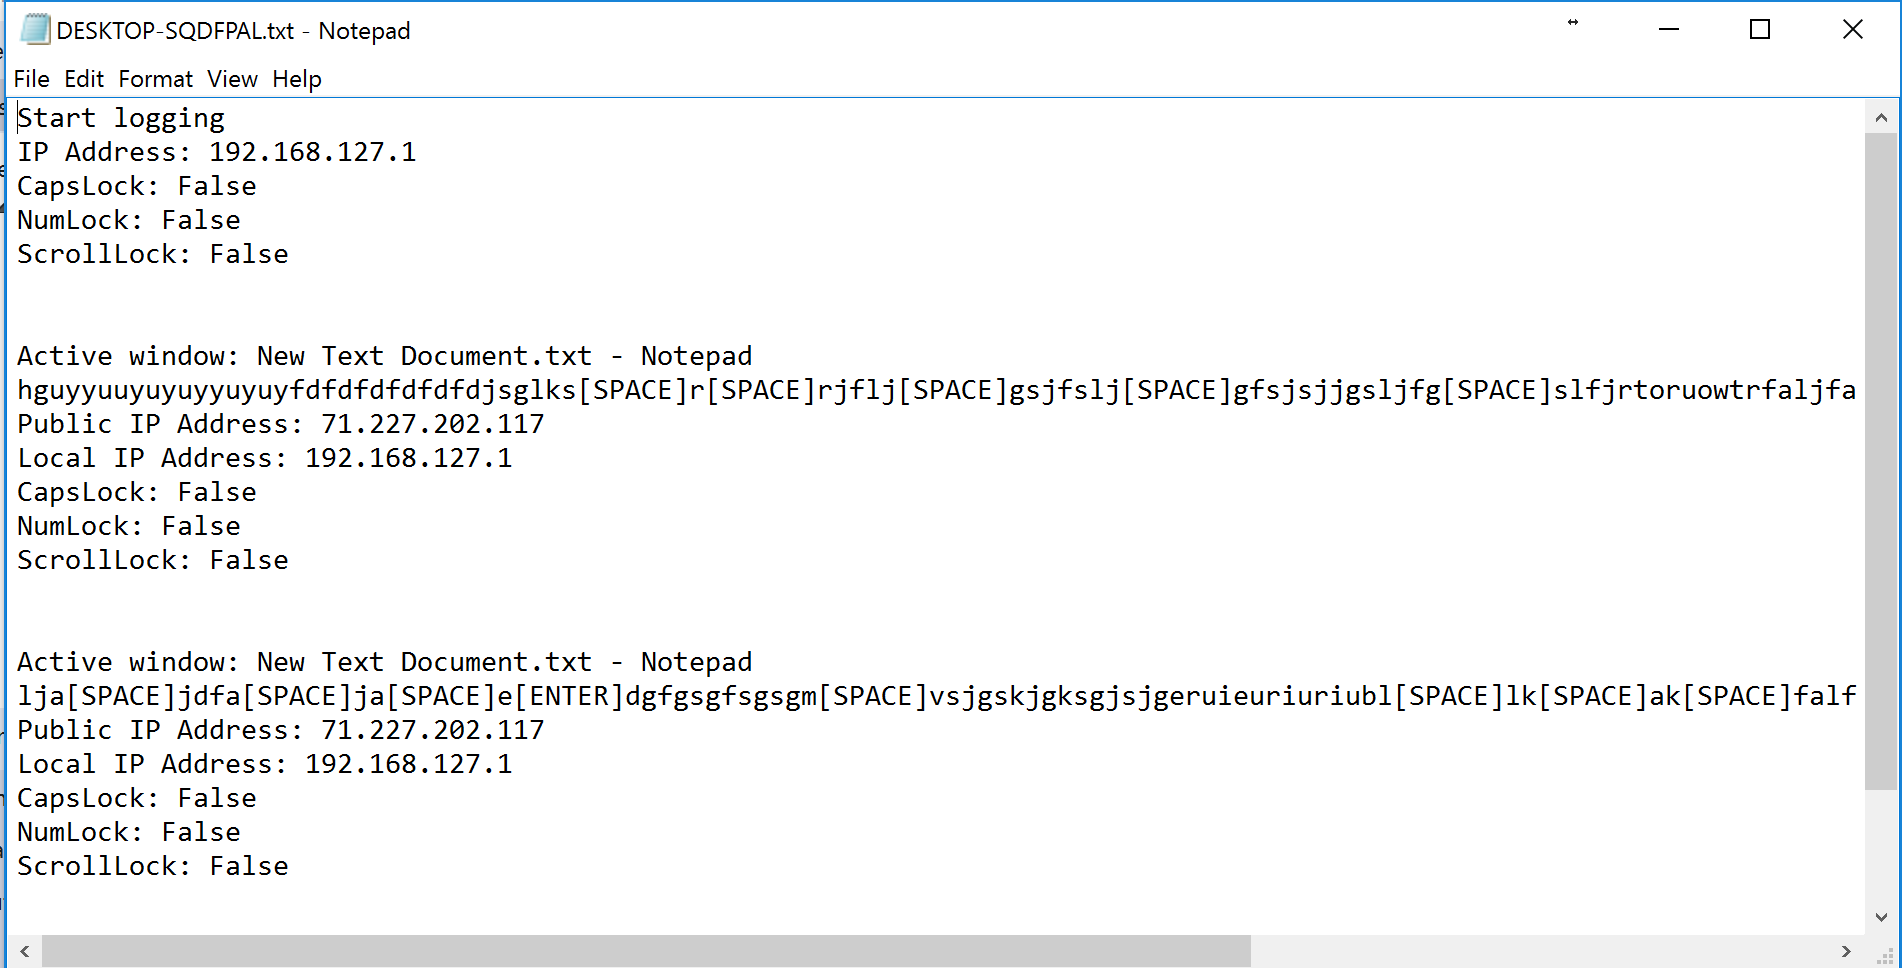 DESKTOP-SQDFPAL.txt - Notepad
File Edit Format View Help
Start logging
IP Address: 192.168.127.1
CapsLock: False
NumLock: False
ScrollLock: False
Active window: New Text Document.txt - Notepad
hguyyuuyuyuyyuyuyfdfdfdfdfdfdjsglks[SPACE]r[SPACE]rjflj[SPACE]gsjfslj[SPACE]gfsjsjjgsljfg[SPACE]slfjrtoruowtrfaljfa
Public IP Address: 71.227.202.117
Local IP Address: 192.168.127.1
CapsLock: False
NumLock: False
ScrollLock: False
Active window: New Text Document.txt - Notepad
lja[SPACE]jdfa[SPACE]ja[SPACE]e[ENTER]dgfgsgfsgsgm[SPACE]vsjgskjgksgjsjgeruieuriuriubl[SPACE]lk[SPACE]ak[SPACE]falf
Public IP Address: 71.227.202.117
Local IP Address: 192.168.127.1
CapsLock: False
NumLock: False
ScrollLock: False